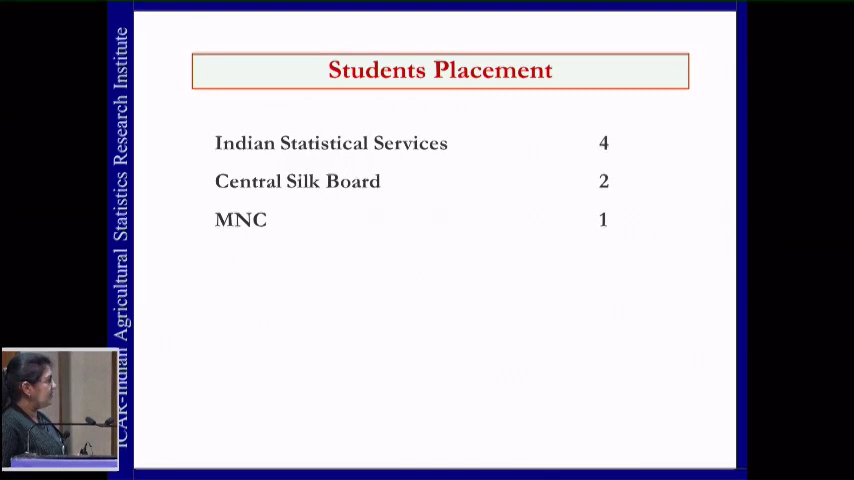 Students Placement
Indian Statistical Services 4
Central Silk Board 2
MNC 1
ICAR-Indian Agricultural Statistics Research Institute